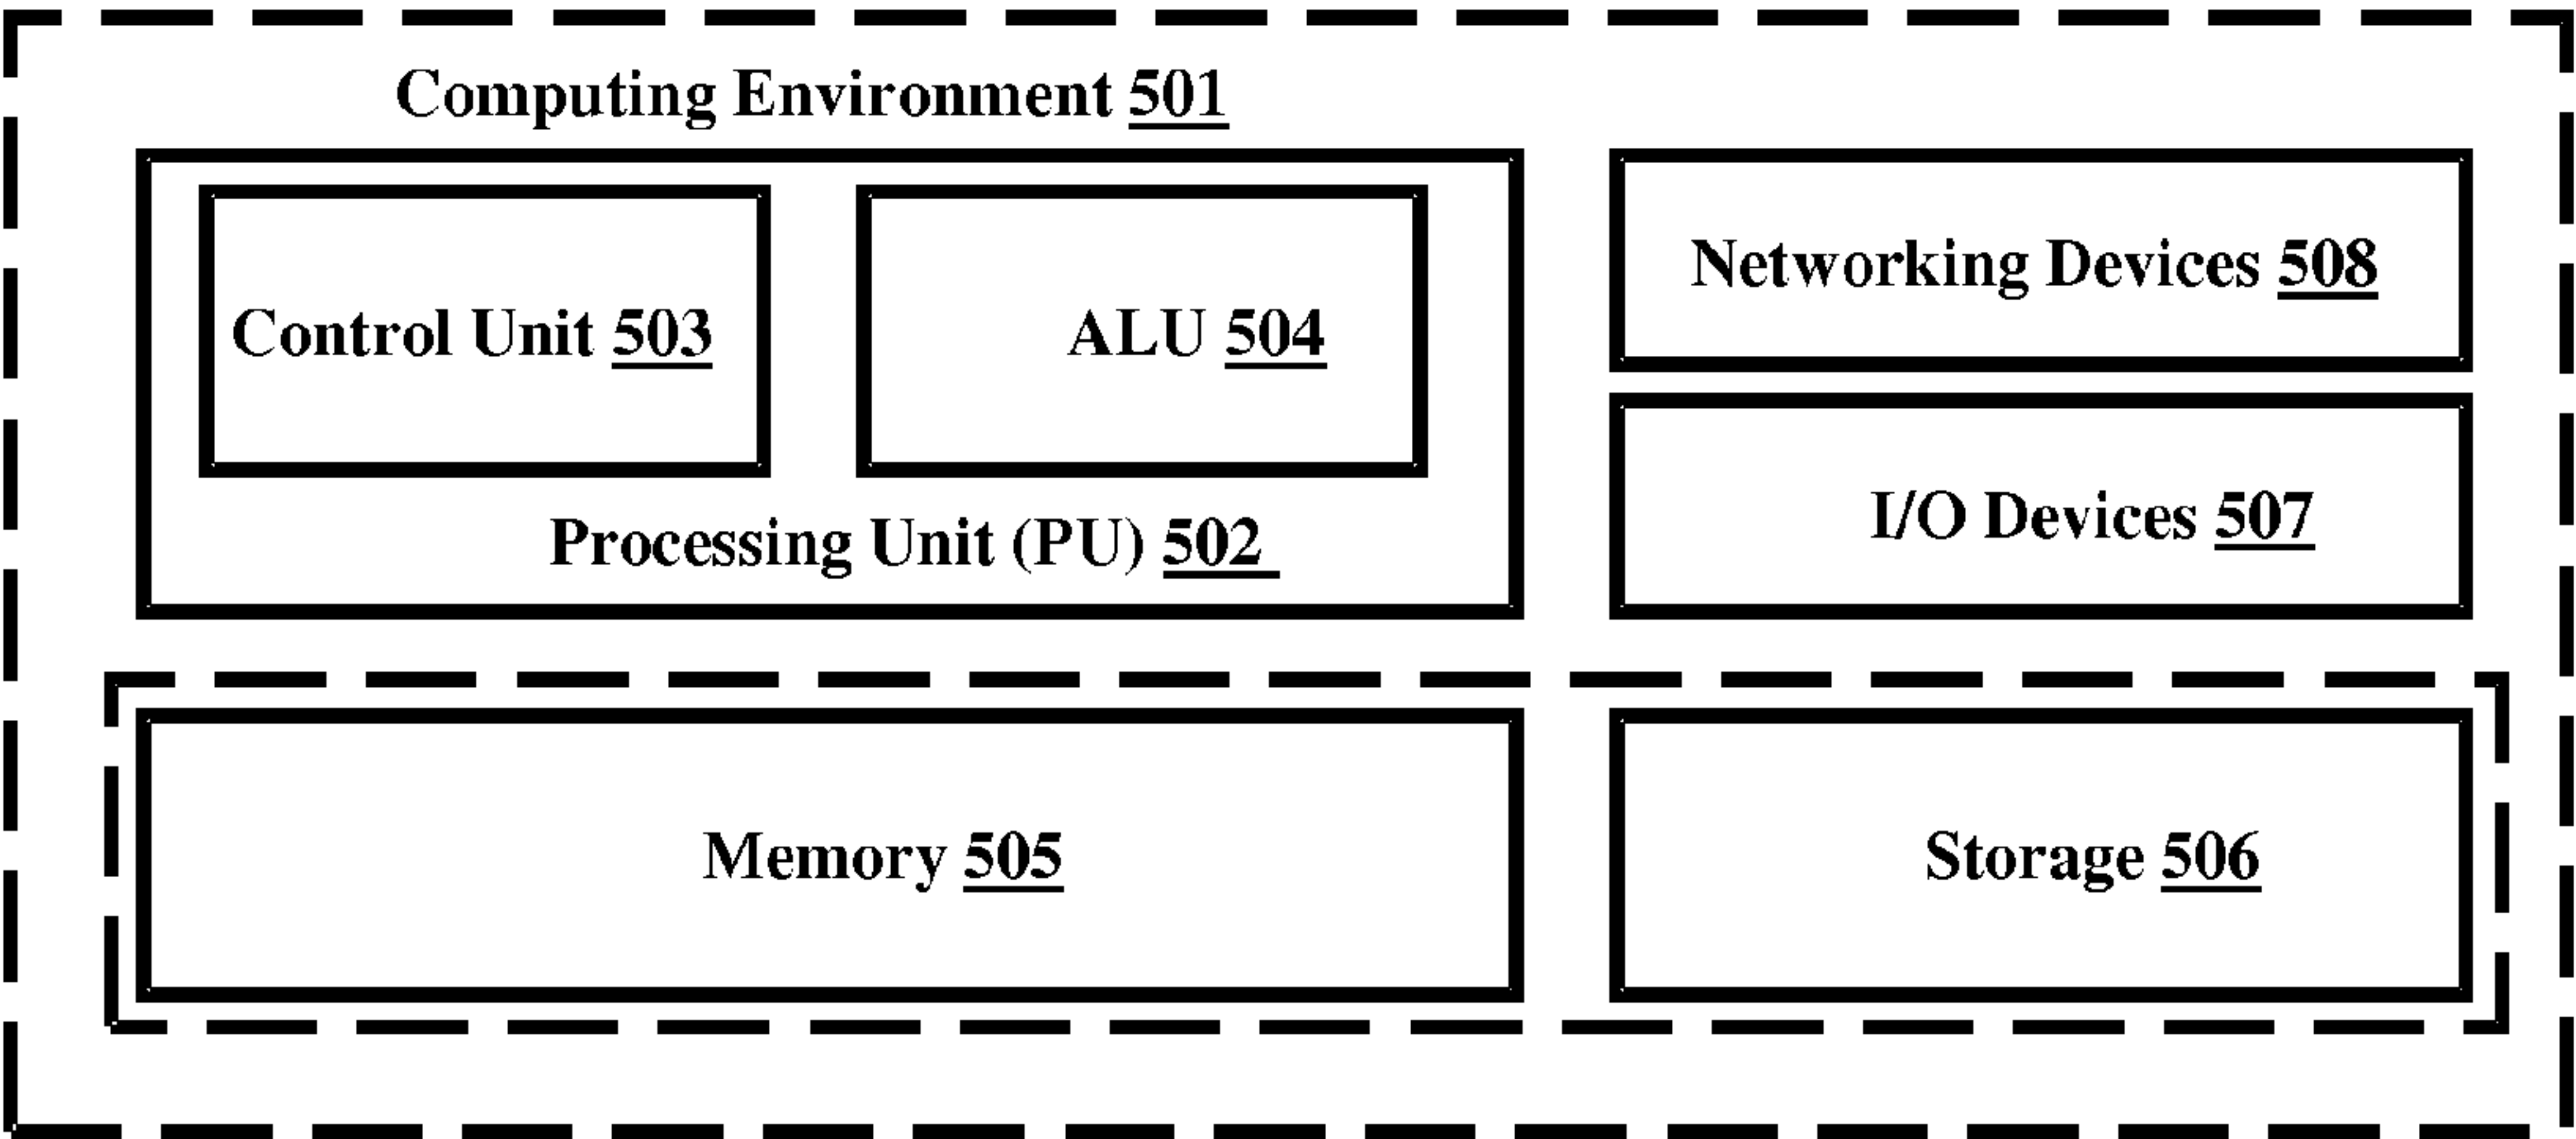 Computing Environment 501
Networking Devices 508
Control Unit 503
ALU 504
I/O Devices 507
Processing Unit (PU) 502
Memory 505
Storage 506